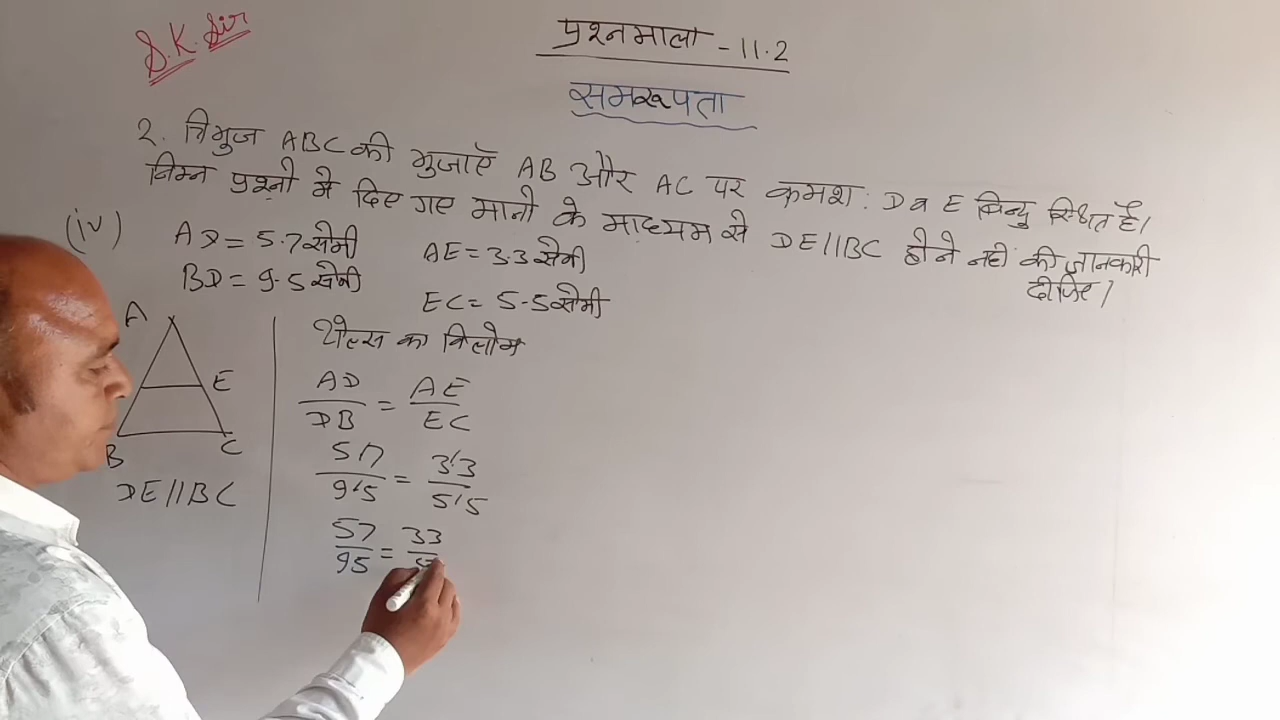 S.K. Sir
प्रश्नमाला - 11.2
समरूपता
2. त्रिभुज ABC की भुजाएँ AB और AC पर क्रमश: D व E बिन्दु स्थित है।
निम्न प्रश्नो मे दिए गए मानो के माध्यम से DE//BC होने नही की जानकारी
दीजिए।
(iv) AD = 5.7 सेमी AE = 3.3 सेमी
BD = 9.5 सेमी EC = 5.5 सेमी
थेल्स का विलोम
A
E
B C
DE//BC
AD/DB = AE/EC
5.7/9.5 = 3.3/5.5
57/95 = 33/